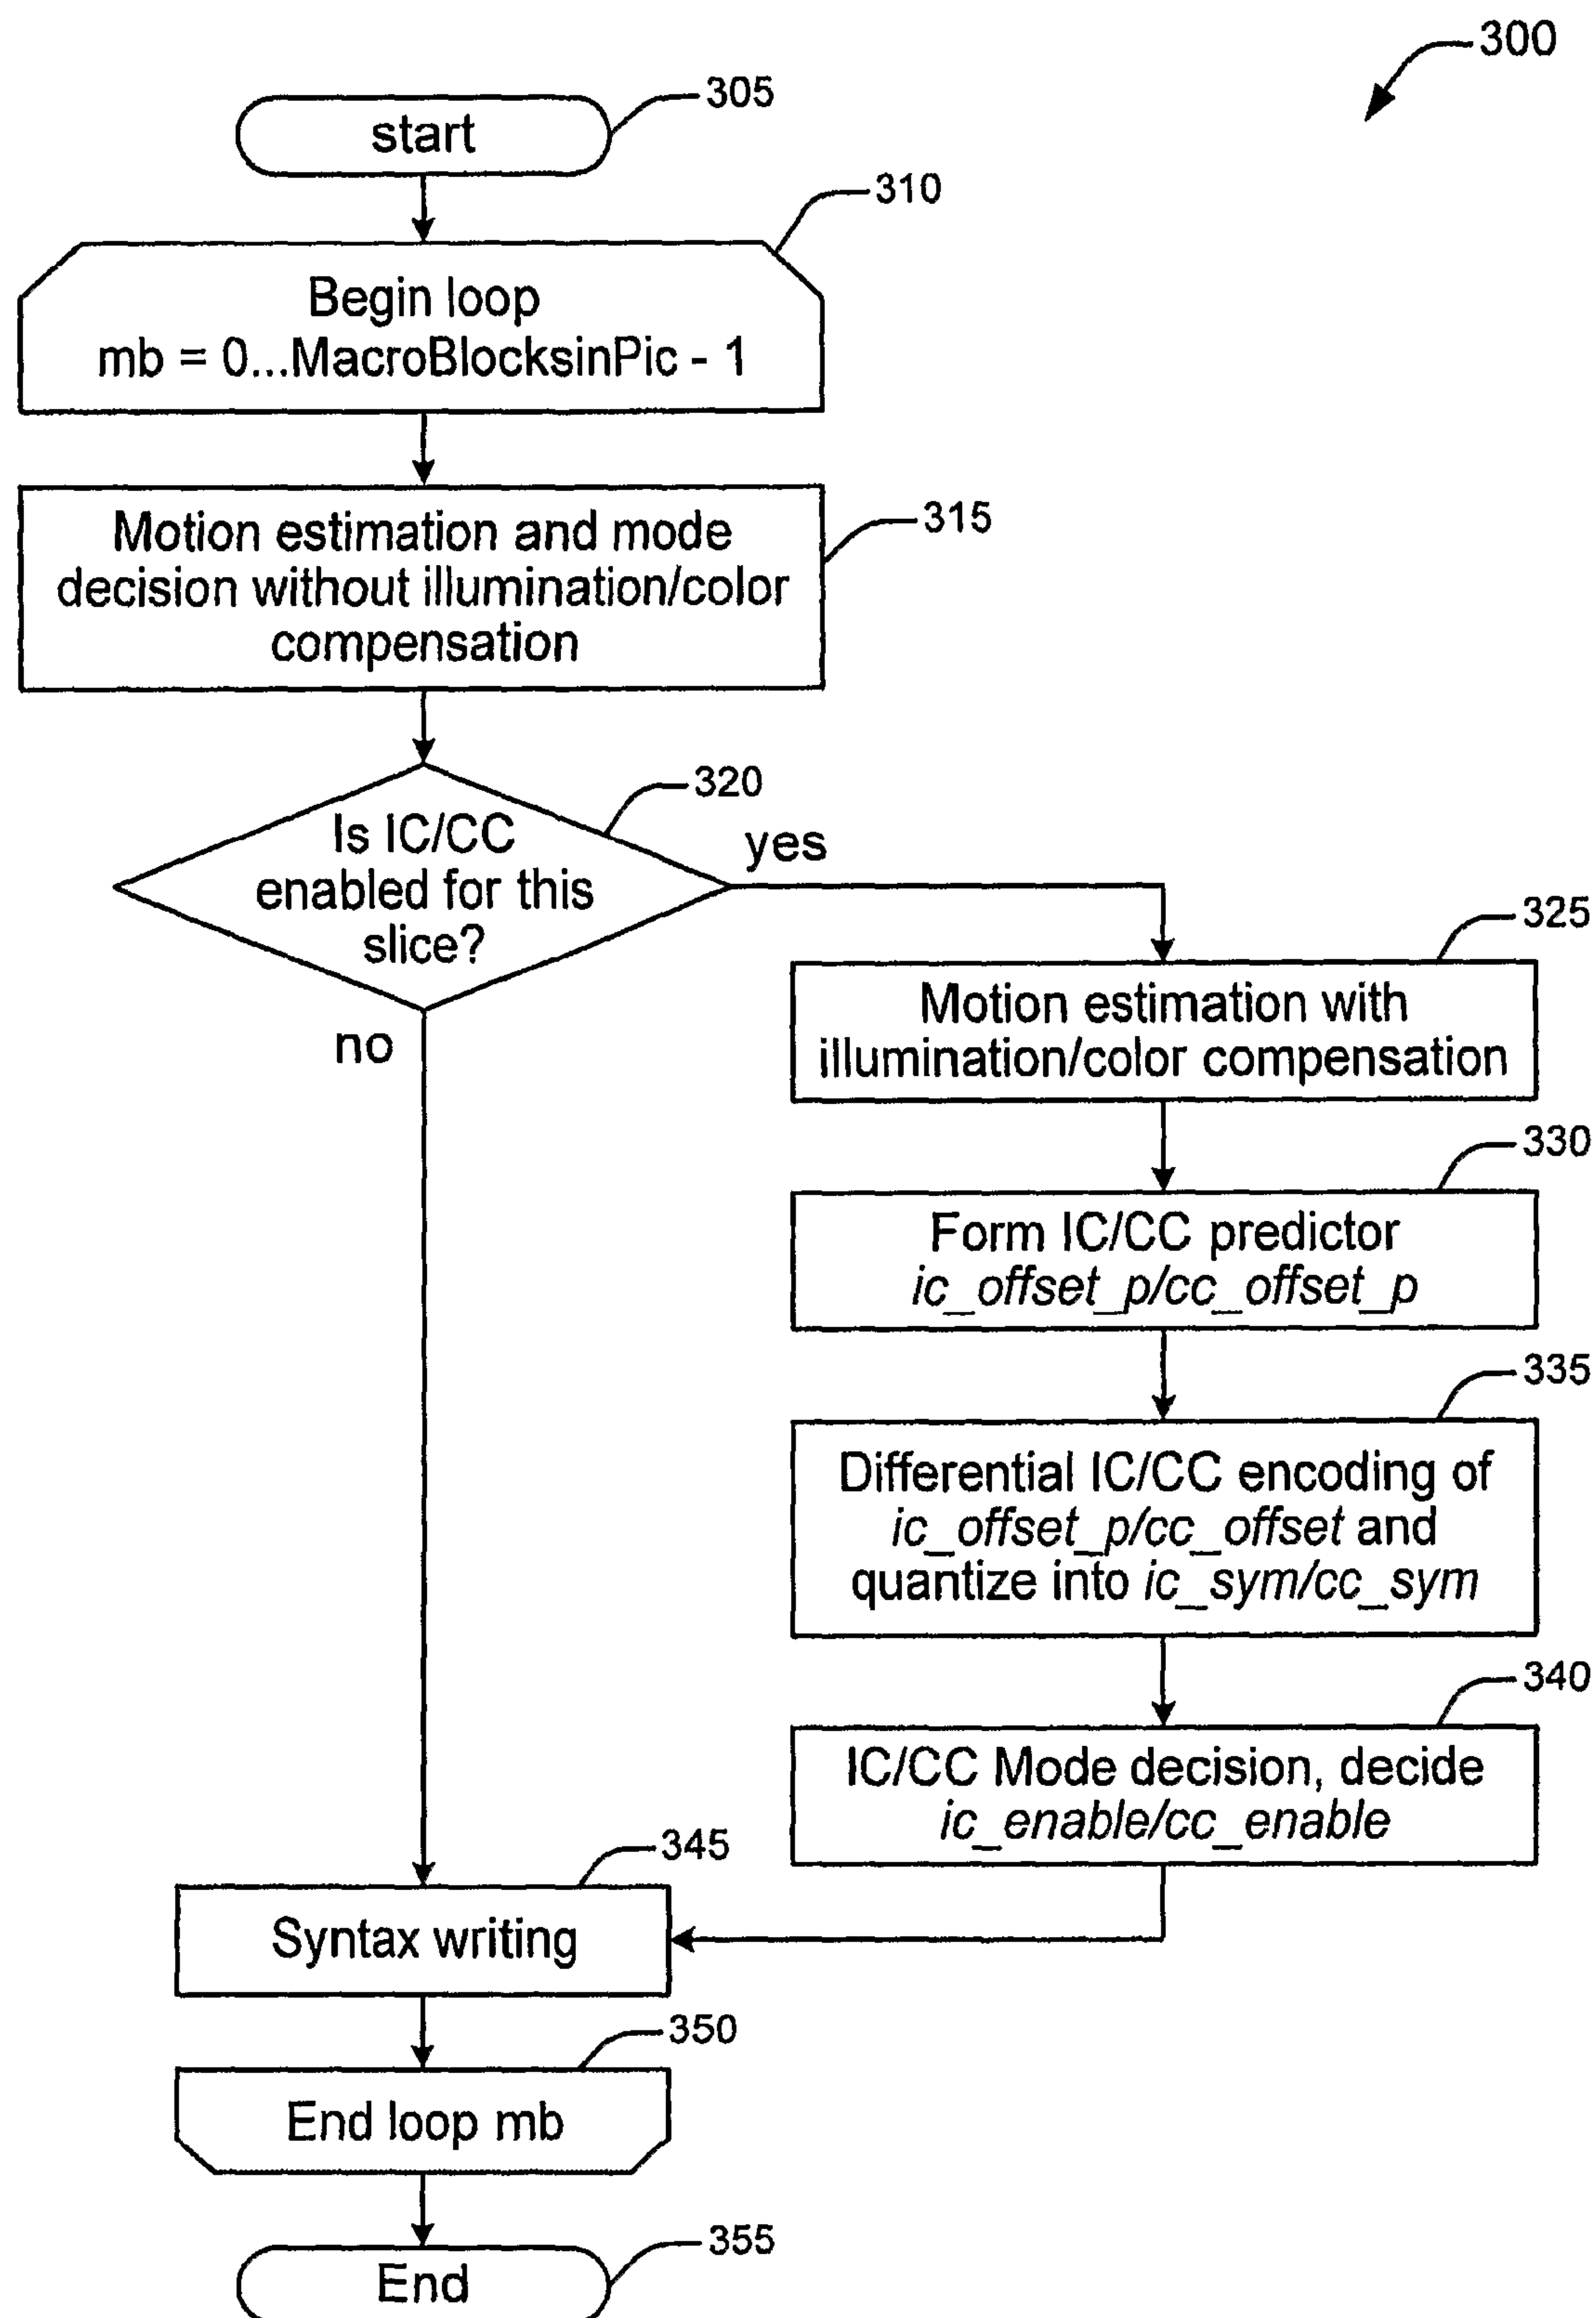 300
305
start
310
Begin loop
mb = 0...MacroBlocksinPic - 1
315
Motion estimation and mode
decision without illumination/color
compensation
320
Is IC/CC
enabled for this
slice?
yes
no
325
Motion estimation with
illumination/color compensation
330
Form IC/CC predictor
ic_offset_p/cc_offset_p
335
Differential IC/CC encoding of
ic_offset_p/cc_offset and
quantize into ic_sym/cc_sym
340
IC/CC Mode decision, decide
ic_enable/cc_enable
345
Syntax writing
350
End loop mb
355
End